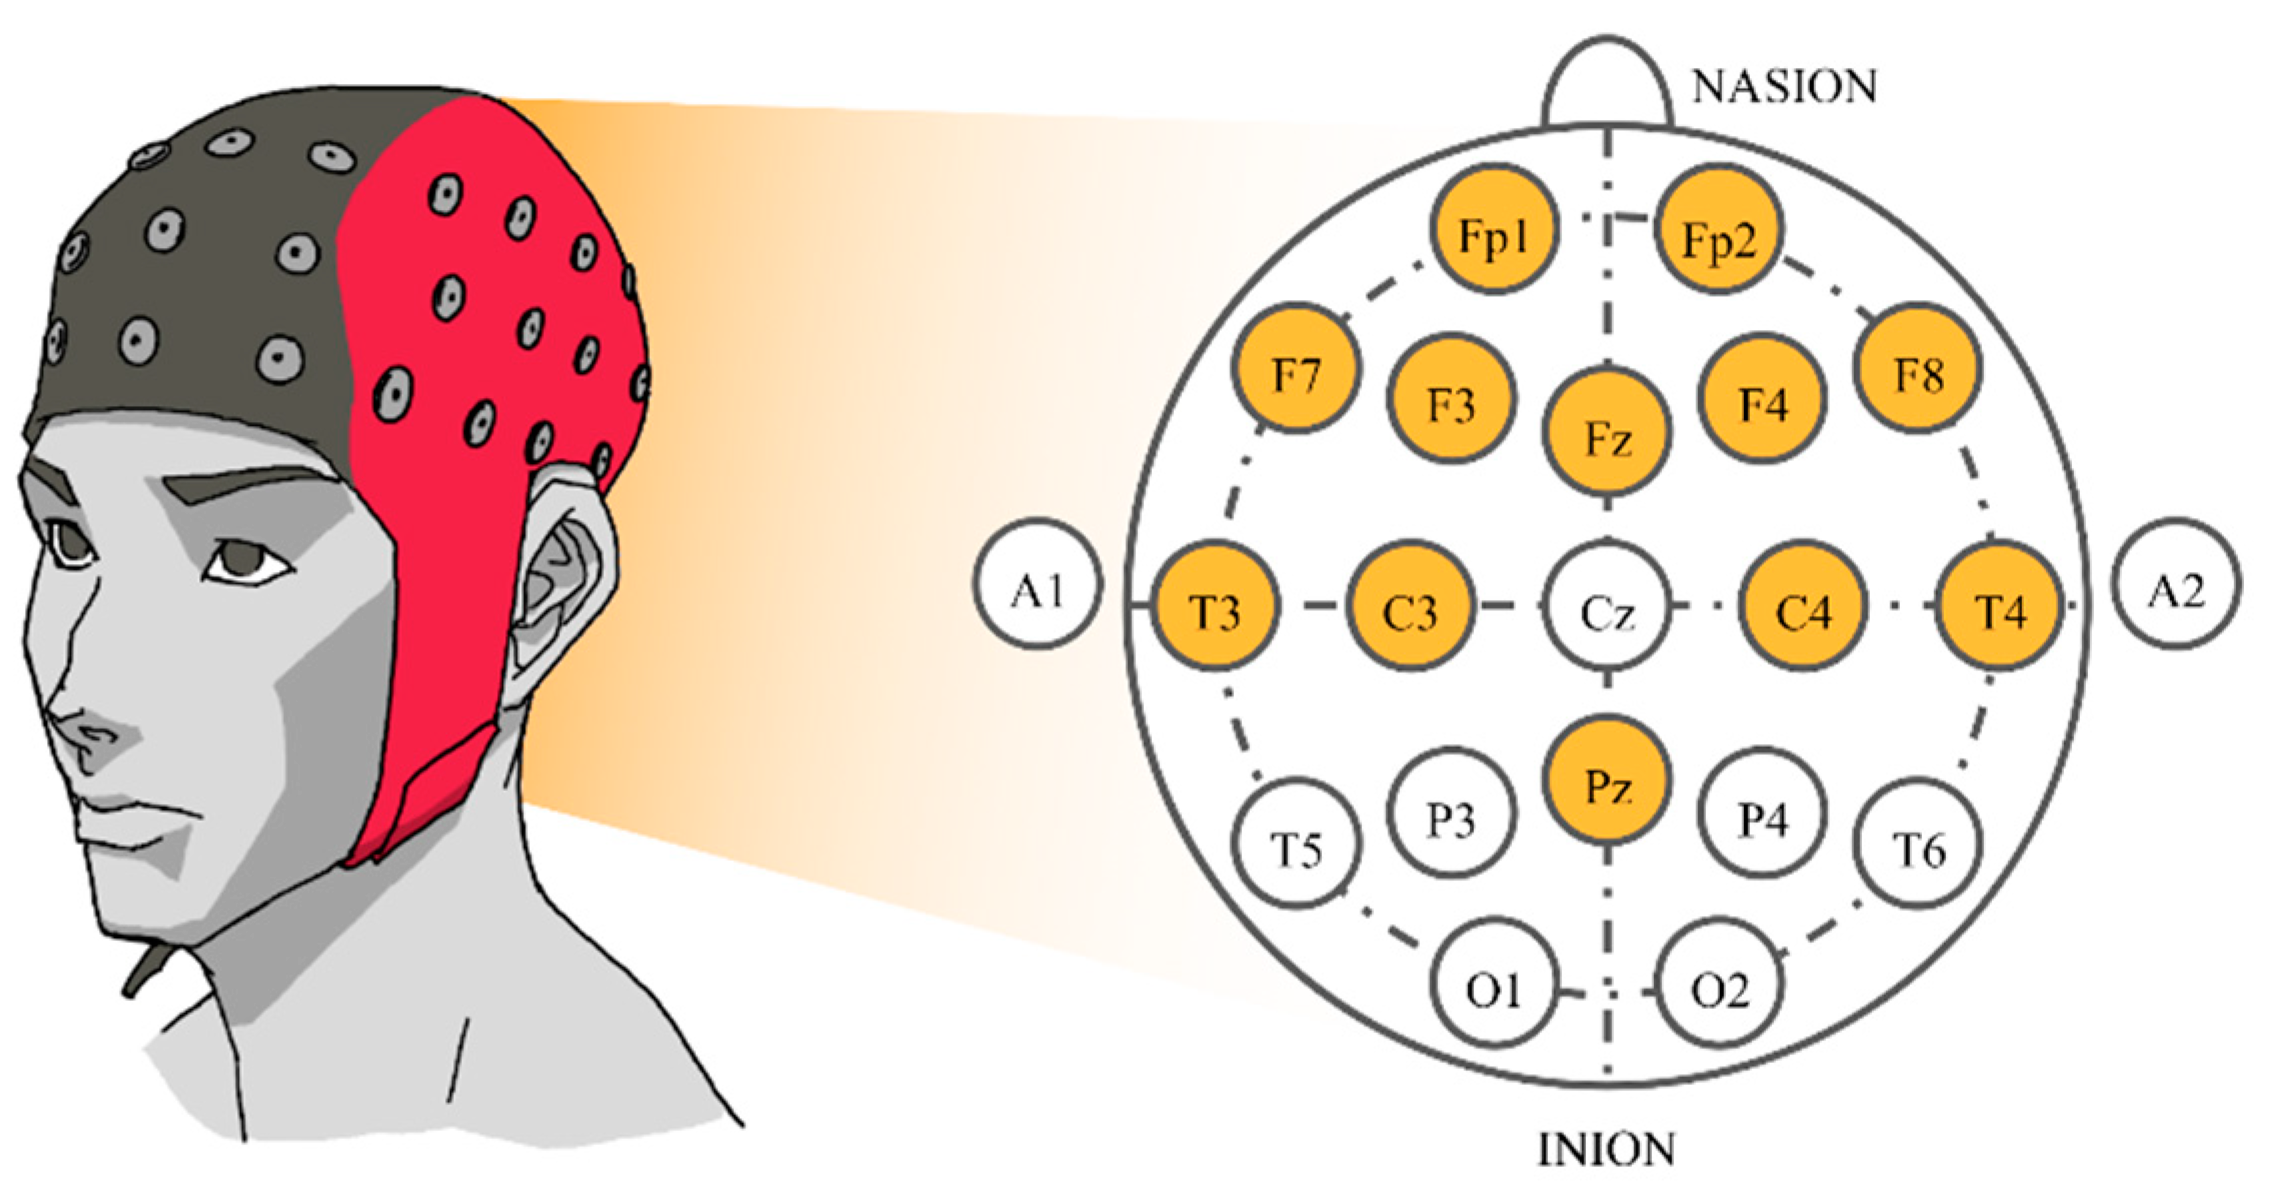 NASION
Fp1 Fp2
F7 F3 Fz F4 F8
A1 T3 C3 Cz C4 T4 A2
T5 P3 Pz P4 T6
O1 O2
INION